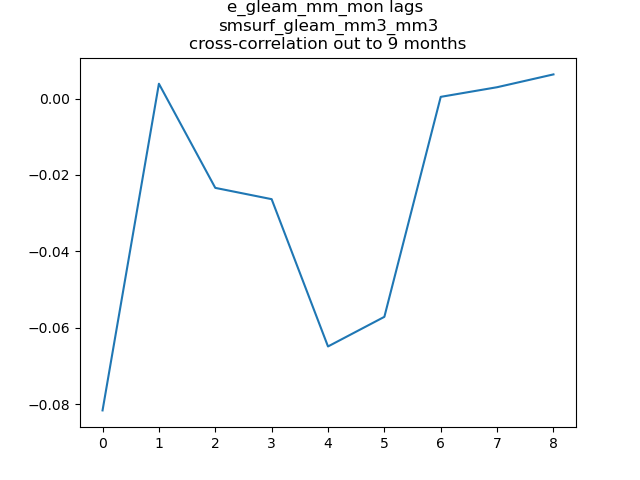 e_gleam_mm_mon lags
smsurf_gleam_mm3_mm3
cross-correlation out to 9 months
0.00
−0.02
−0.04
−0.06
−0.08
0 1 2 3 4 5 6 7 8